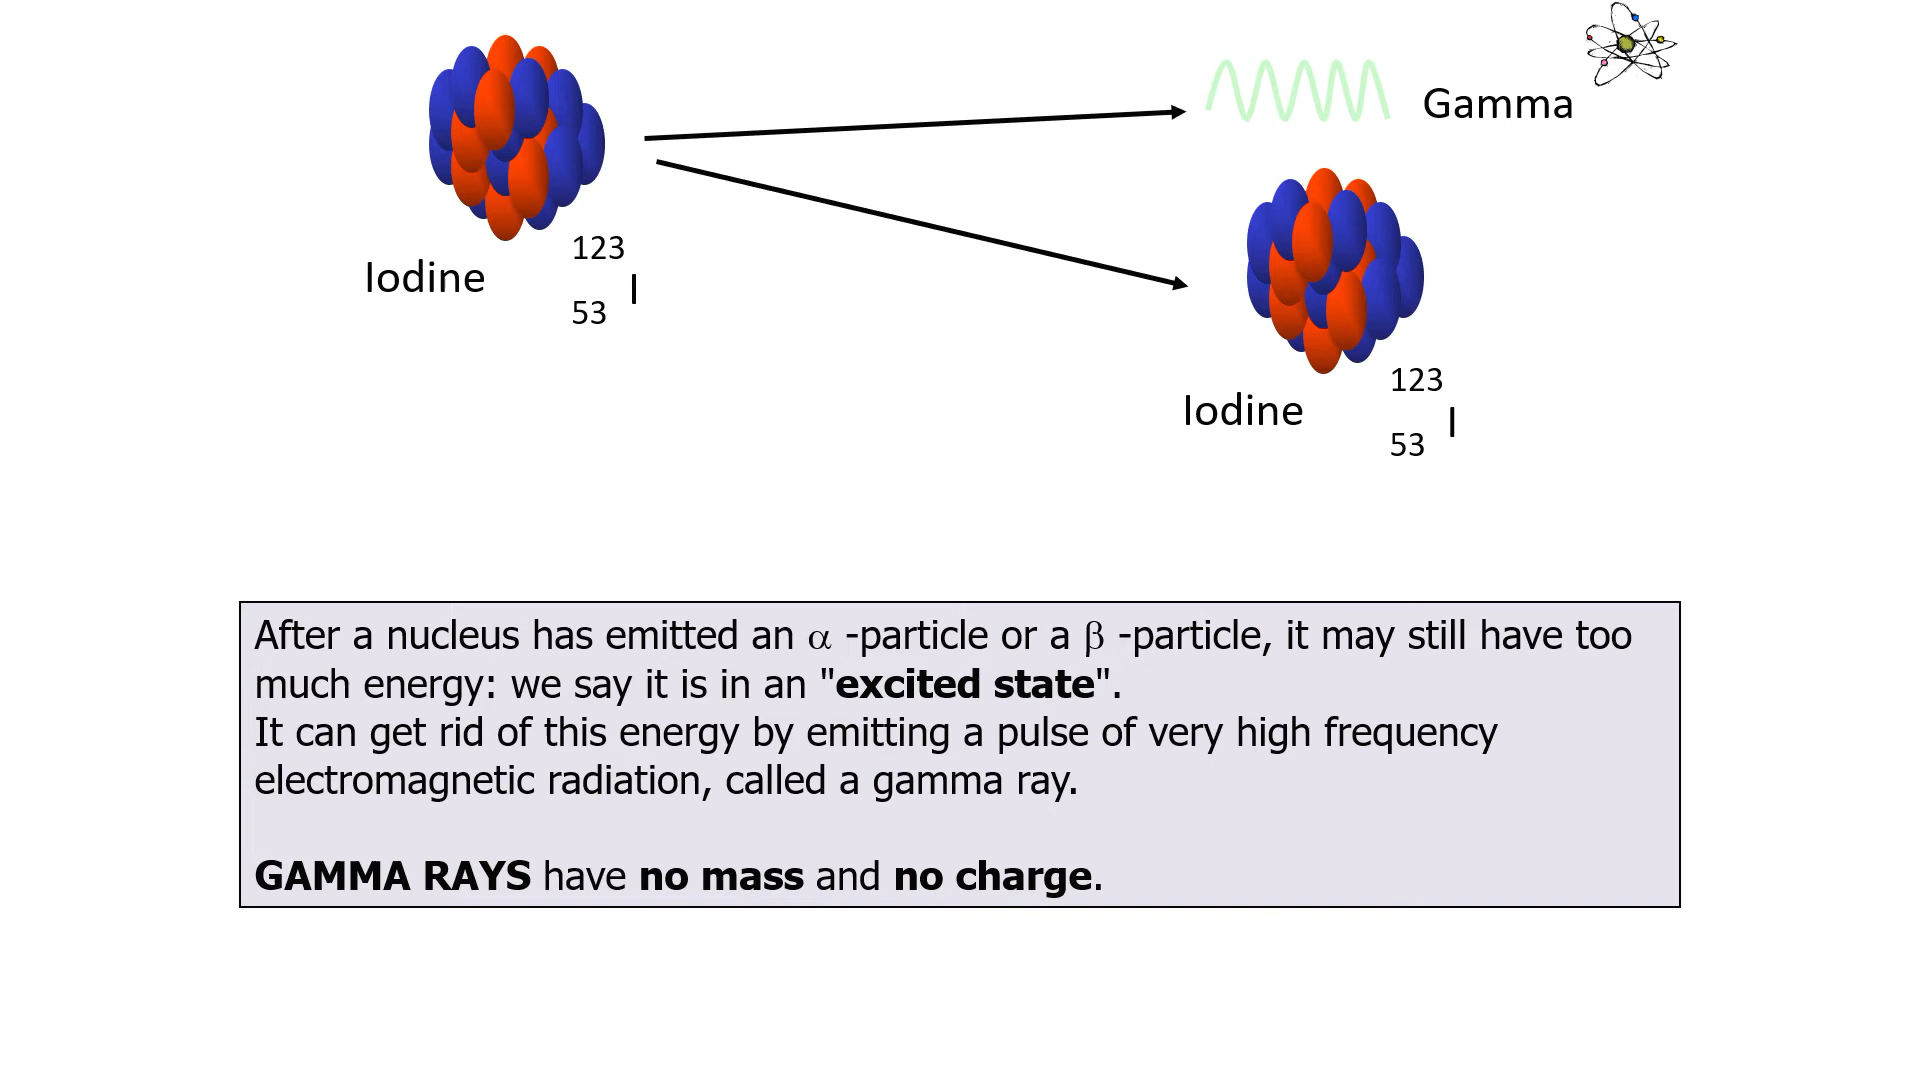 Gamma
123
Iodine
I
53
123
Iodine
I
53
After a nucleus has emitted an α -particle or a β -particle, it may still have too
much energy: we say it is in an "excited state".
It can get rid of this energy by emitting a pulse of very high frequency
electromagnetic radiation, called a gamma ray.
GAMMA RAYS have no mass and no charge.